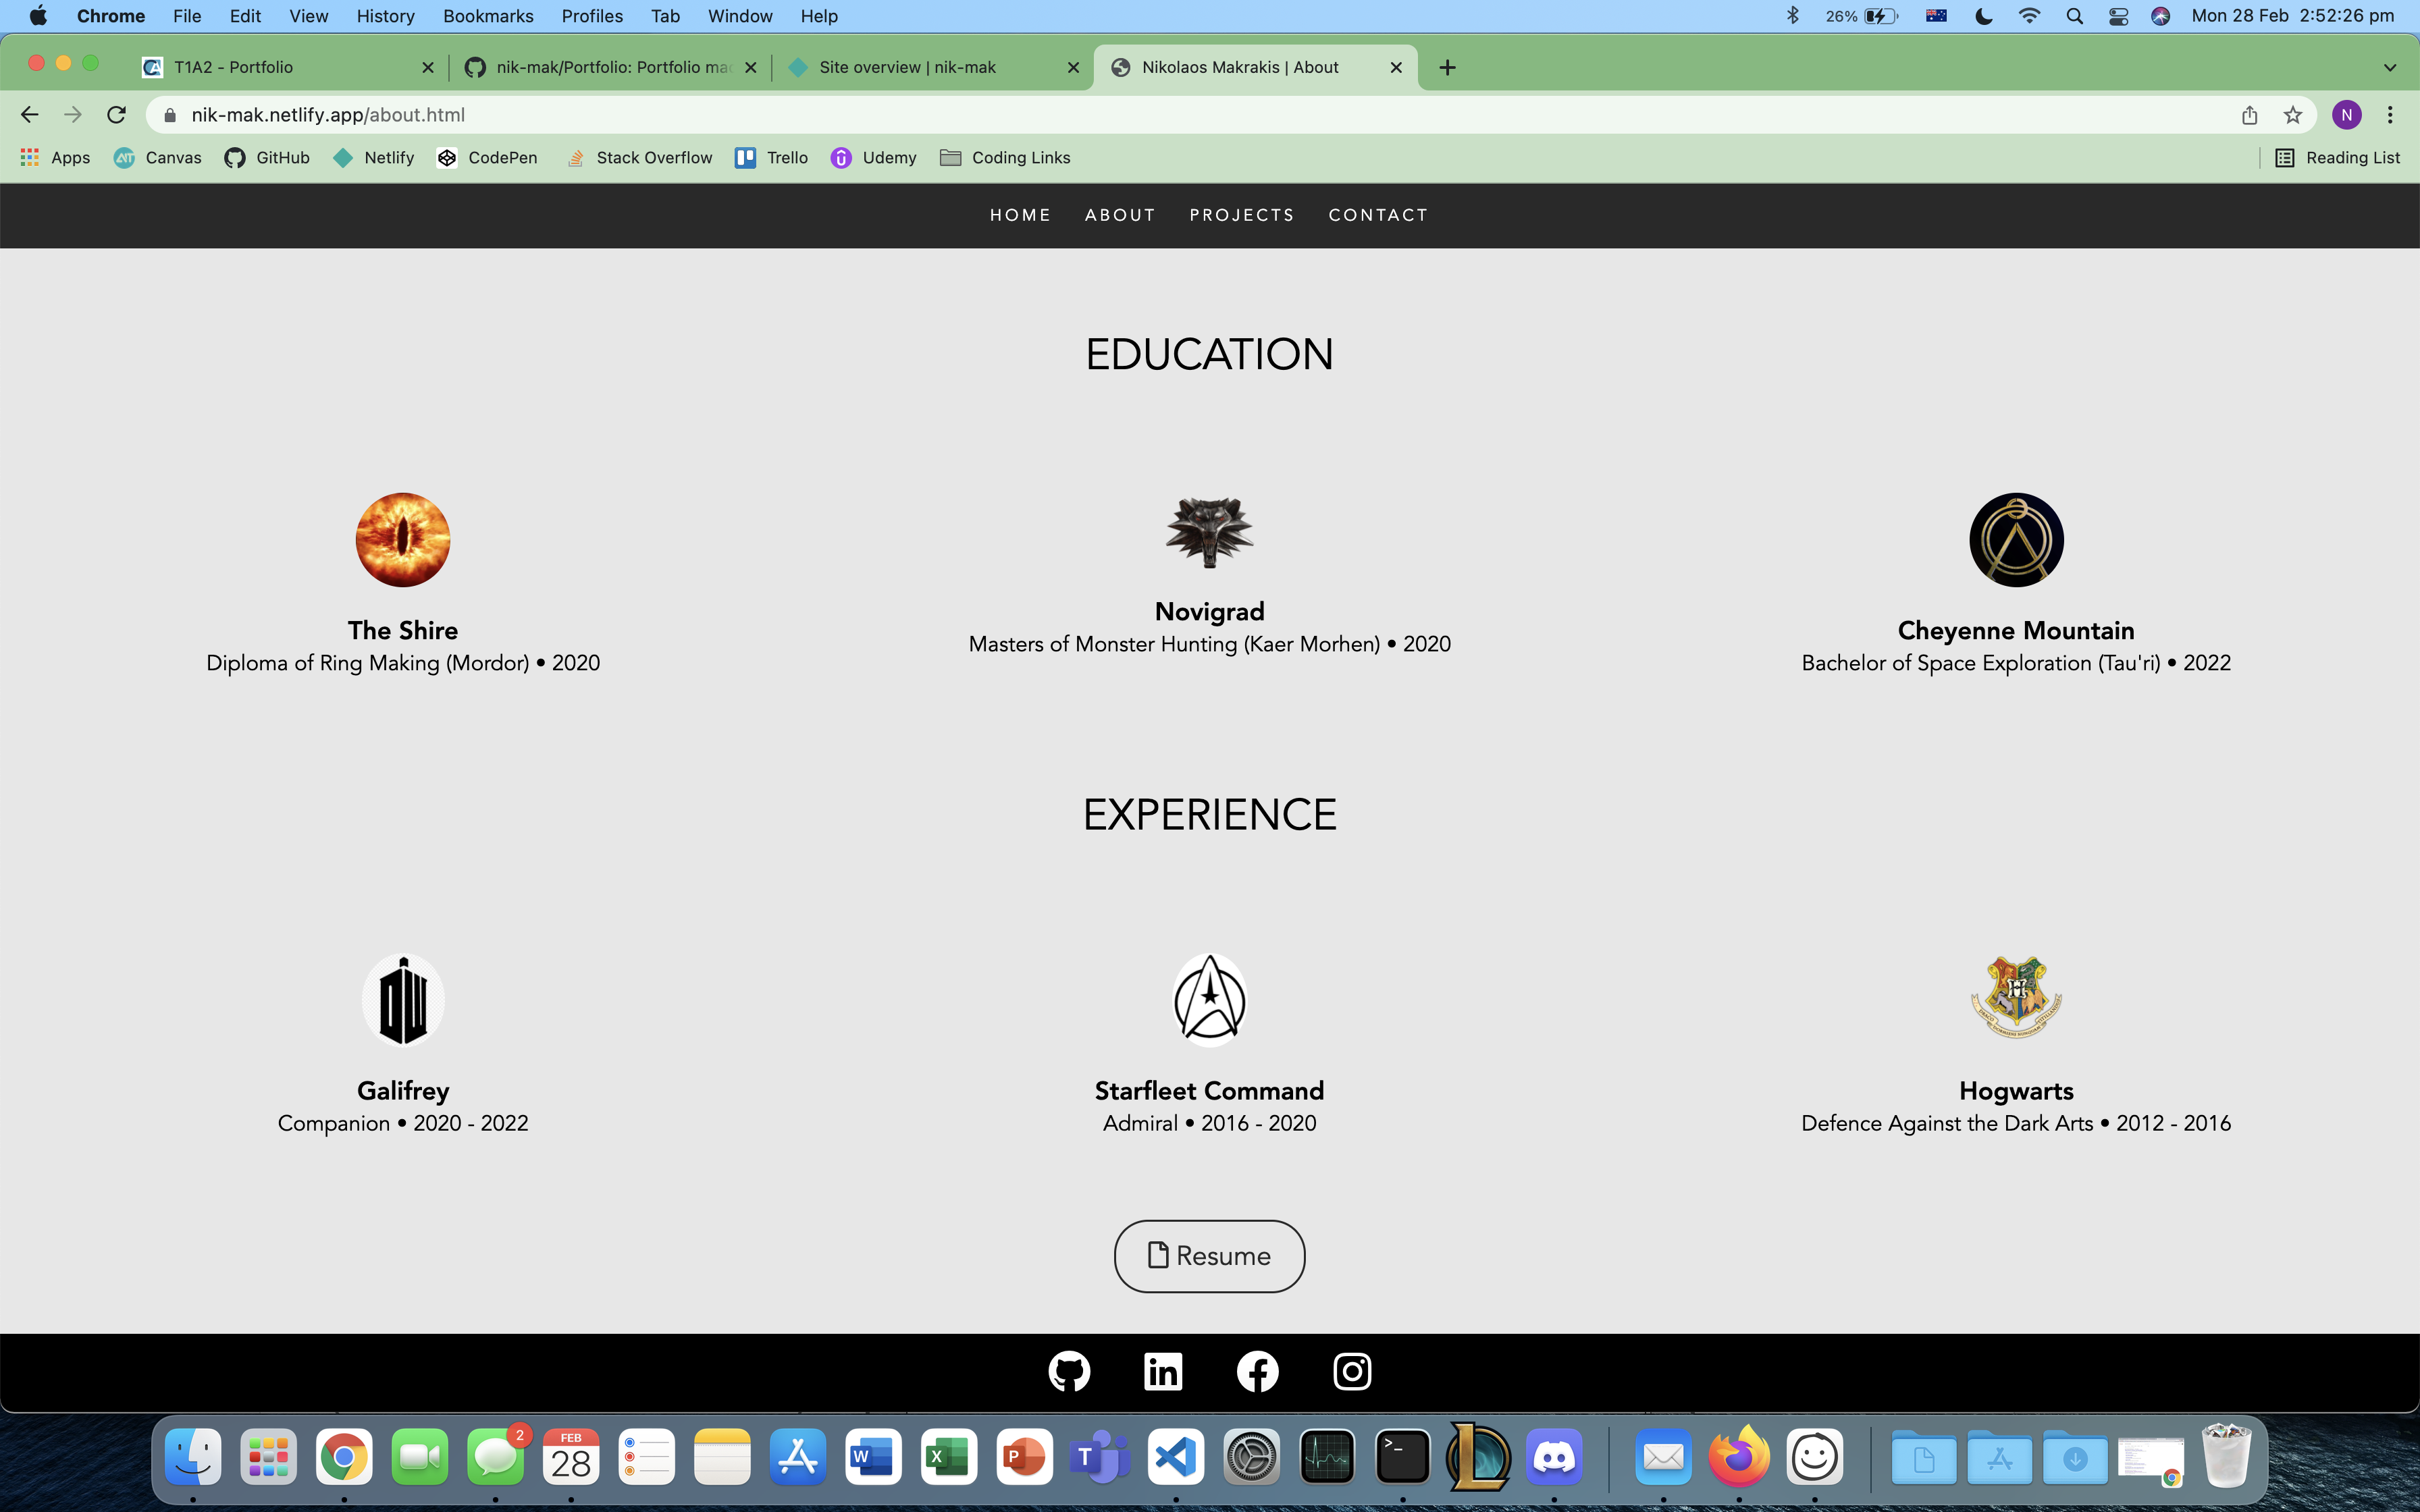 Chrome File Edit View History Bookmarks Profiles Tab Window Help 26% Mon 28 Feb 2:52:26 pm
T1A2 - Portfolio nik-mak/Portfolio: Portfolio ma Site overview | nik-mak Nikolaos Makrakis | About
nik-mak.netlify.app/about.html N
Apps Canvas GitHub Netlify CodePen Stack Overflow Trello Udemy Coding Links Reading List
HOME ABOUT PROJECTS CONTACT
EDUCATION
The Shire
Diploma of Ring Making (Mordor) • 2020
Novigrad
Masters of Monster Hunting (Kaer Morhen) • 2020
Cheyenne Mountain
Bachelor of Space Exploration (Tau'ri) • 2022
EXPERIENCE
DW
Galifrey
Companion • 2020 - 2022
Starfleet Command
Admiral • 2016 - 2020
H
Hogwarts
Defence Against the Dark Arts • 2012 - 2016
Resume
in
2
FEB
28
W
X
P
T
>_
L